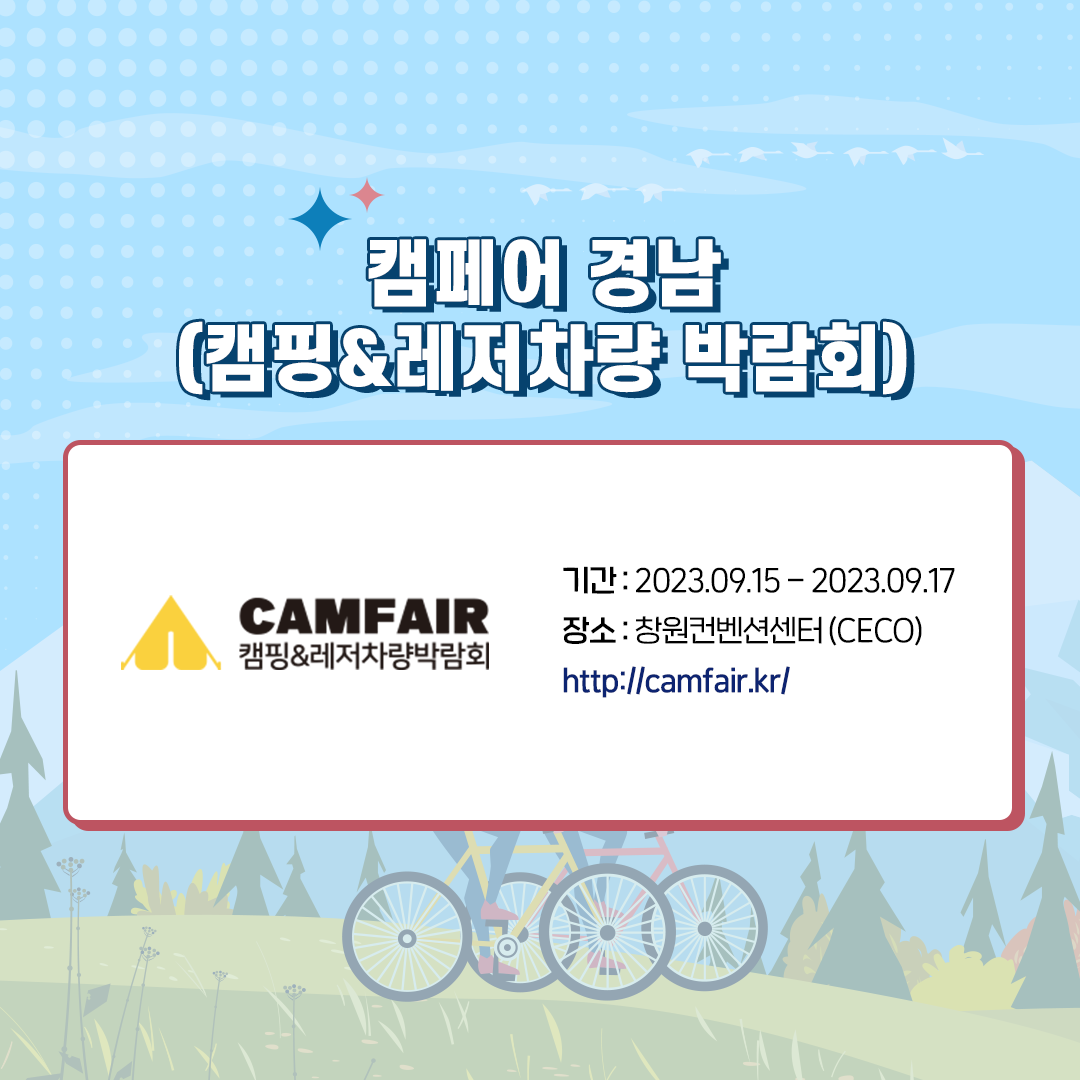 캠페어 경남
(캠핑&레저차량 박람회)
CAMFAIR
캠핑&레저차량박람회
기간 : 2023.09.15 – 2023.09.17
장소 : 창원컨벤션센터 (CECO)
http://camfair.kr/